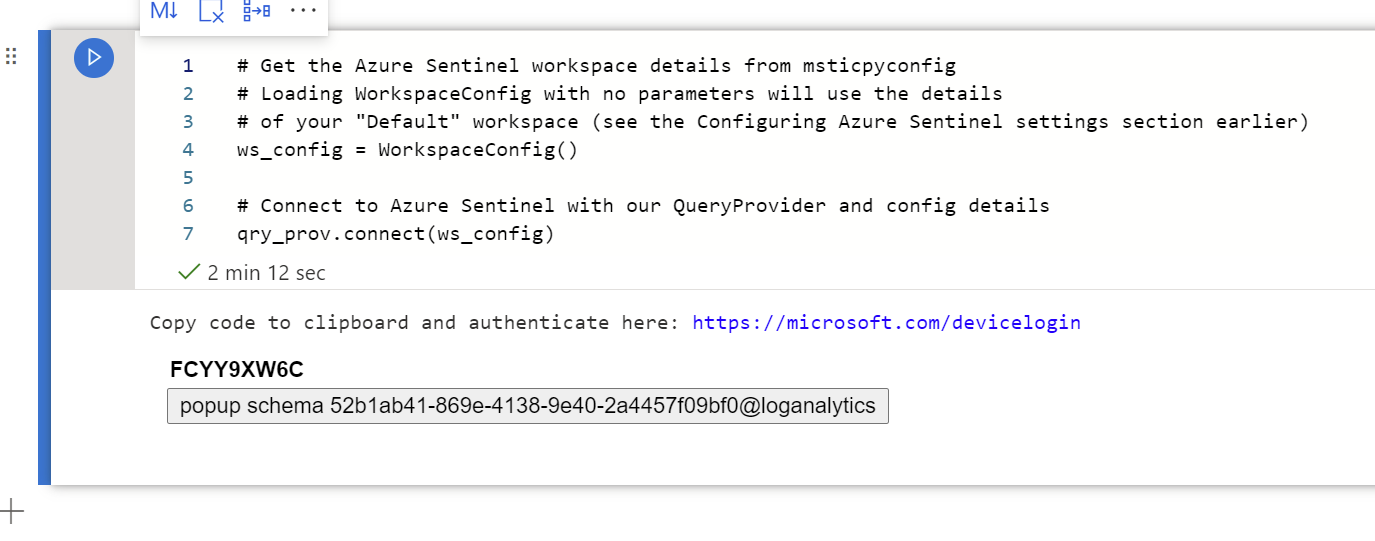 M↓
1 # Get the Azure Sentinel workspace details from msticpyconfig
2 # Loading WorkspaceConfig with no parameters will use the details
3 # of your "Default" workspace (see the Configuring Azure Sentinel settings section earlier)
4 ws_config = WorkspaceConfig()
5
6 # Connect to Azure Sentinel with our QueryProvider and config details
7 qry_prov.connect(ws_config)
2 min 12 sec
Copy code to clipboard and authenticate here: https://microsoft.com/devicelogin
FCYY9XW6C
popup schema 52b1ab41-869e-4138-9e40-2a4457f09bf0@loganalytics